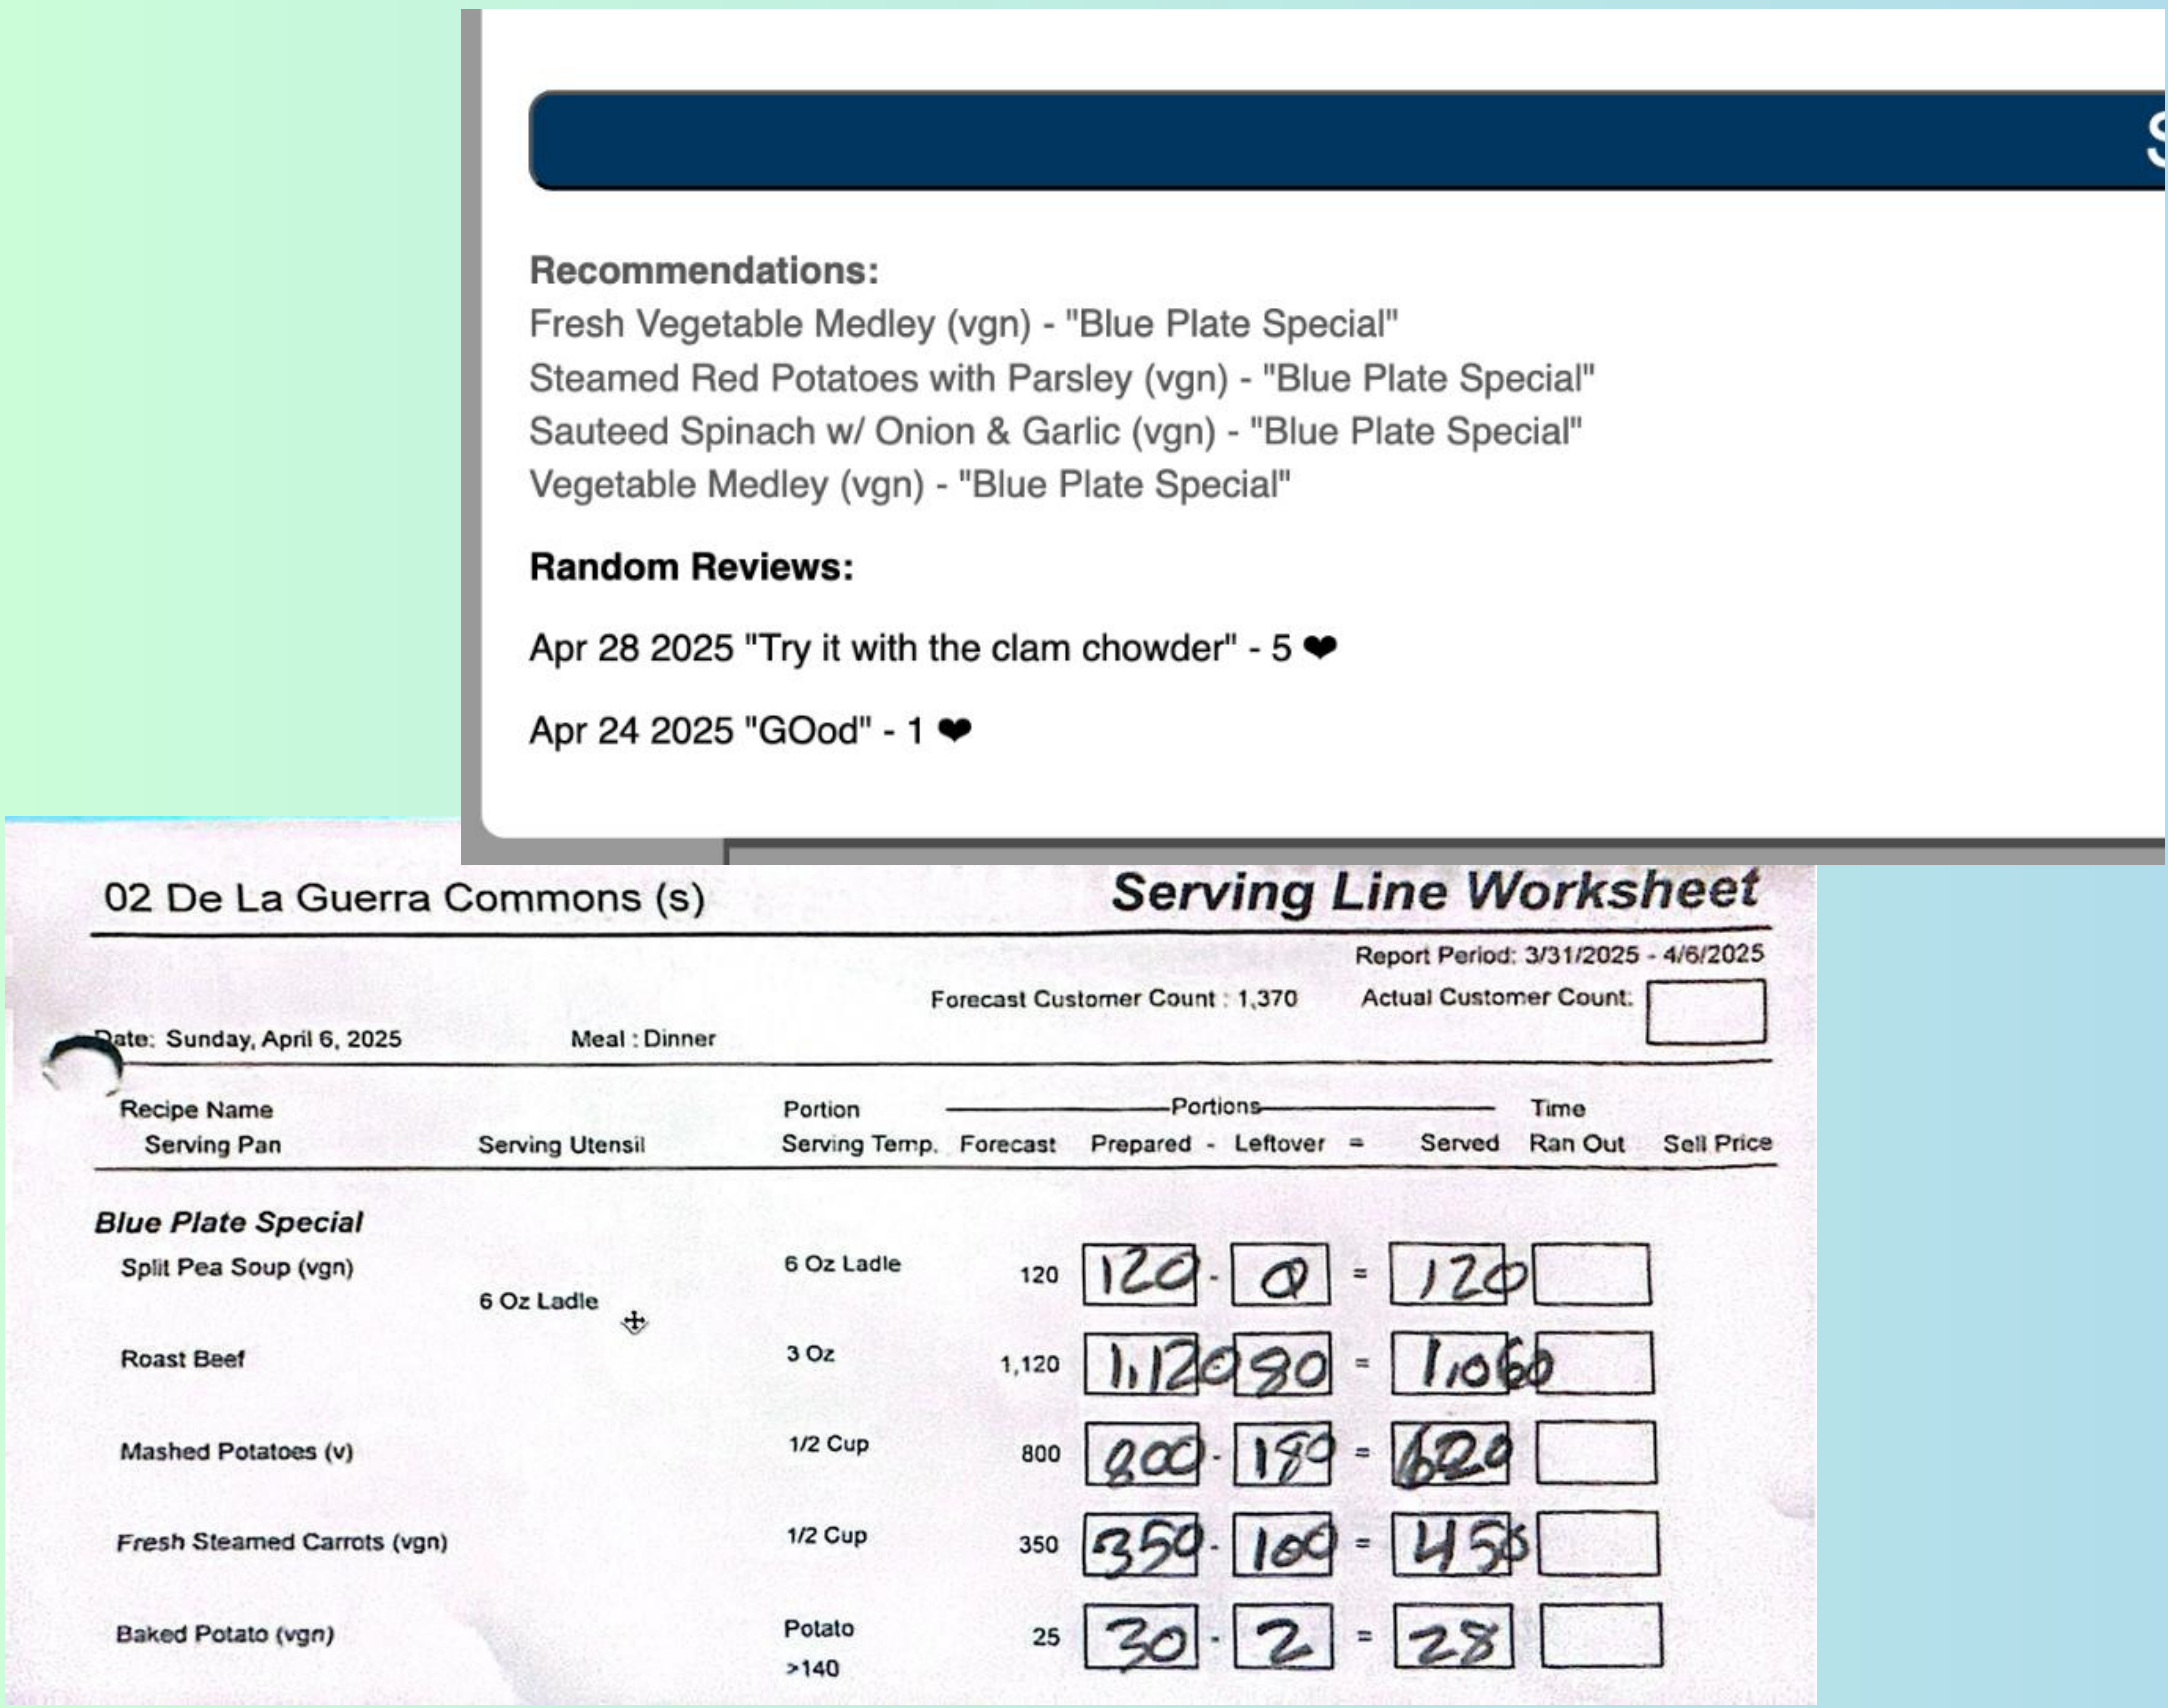 S
Recommendations:
Fresh Vegetable Medley (vgn) - "Blue Plate Special"
Steamed Red Potatoes with Parsley (vgn) - "Blue Plate Special"
Sauteed Spinach w/ Onion & Garlic (vgn) - "Blue Plate Special"
Vegetable Medley (vgn) - "Blue Plate Special"
Random Reviews:
Apr 28 2025 "Try it with the clam chowder" - 5 ❤
Apr 24 2025 "GOod" - 1 ❤
02 De La Guerra Commons (s) Serving Line Worksheet
Report Period: 3/31/2025 - 4/6/2025
Forecast Customer Count : 1,370 Actual Customer Count:
Date: Sunday, April 6, 2025 Meal : Dinner
Recipe Name Portion Portions Time
Serving Pan Serving Utensil Serving Temp. Forecast Prepared - Leftover = Served Ran Out Sell Price
Blue Plate Special
Split Pea Soup (vgn) 6 Oz Ladle 120 120 - 0 = 120
6 Oz Ladle
Roast Beef 3 Oz 1,120 1,120 80 = 1,060
Mashed Potatoes (v) 1/2 Cup 800 800 - 180 = 620
Fresh Steamed Carrots (vgn) 1/2 Cup 350 350 - 100 = 450
Baked Potato (vgn) Potato 25 30 - 2 = 28
>140